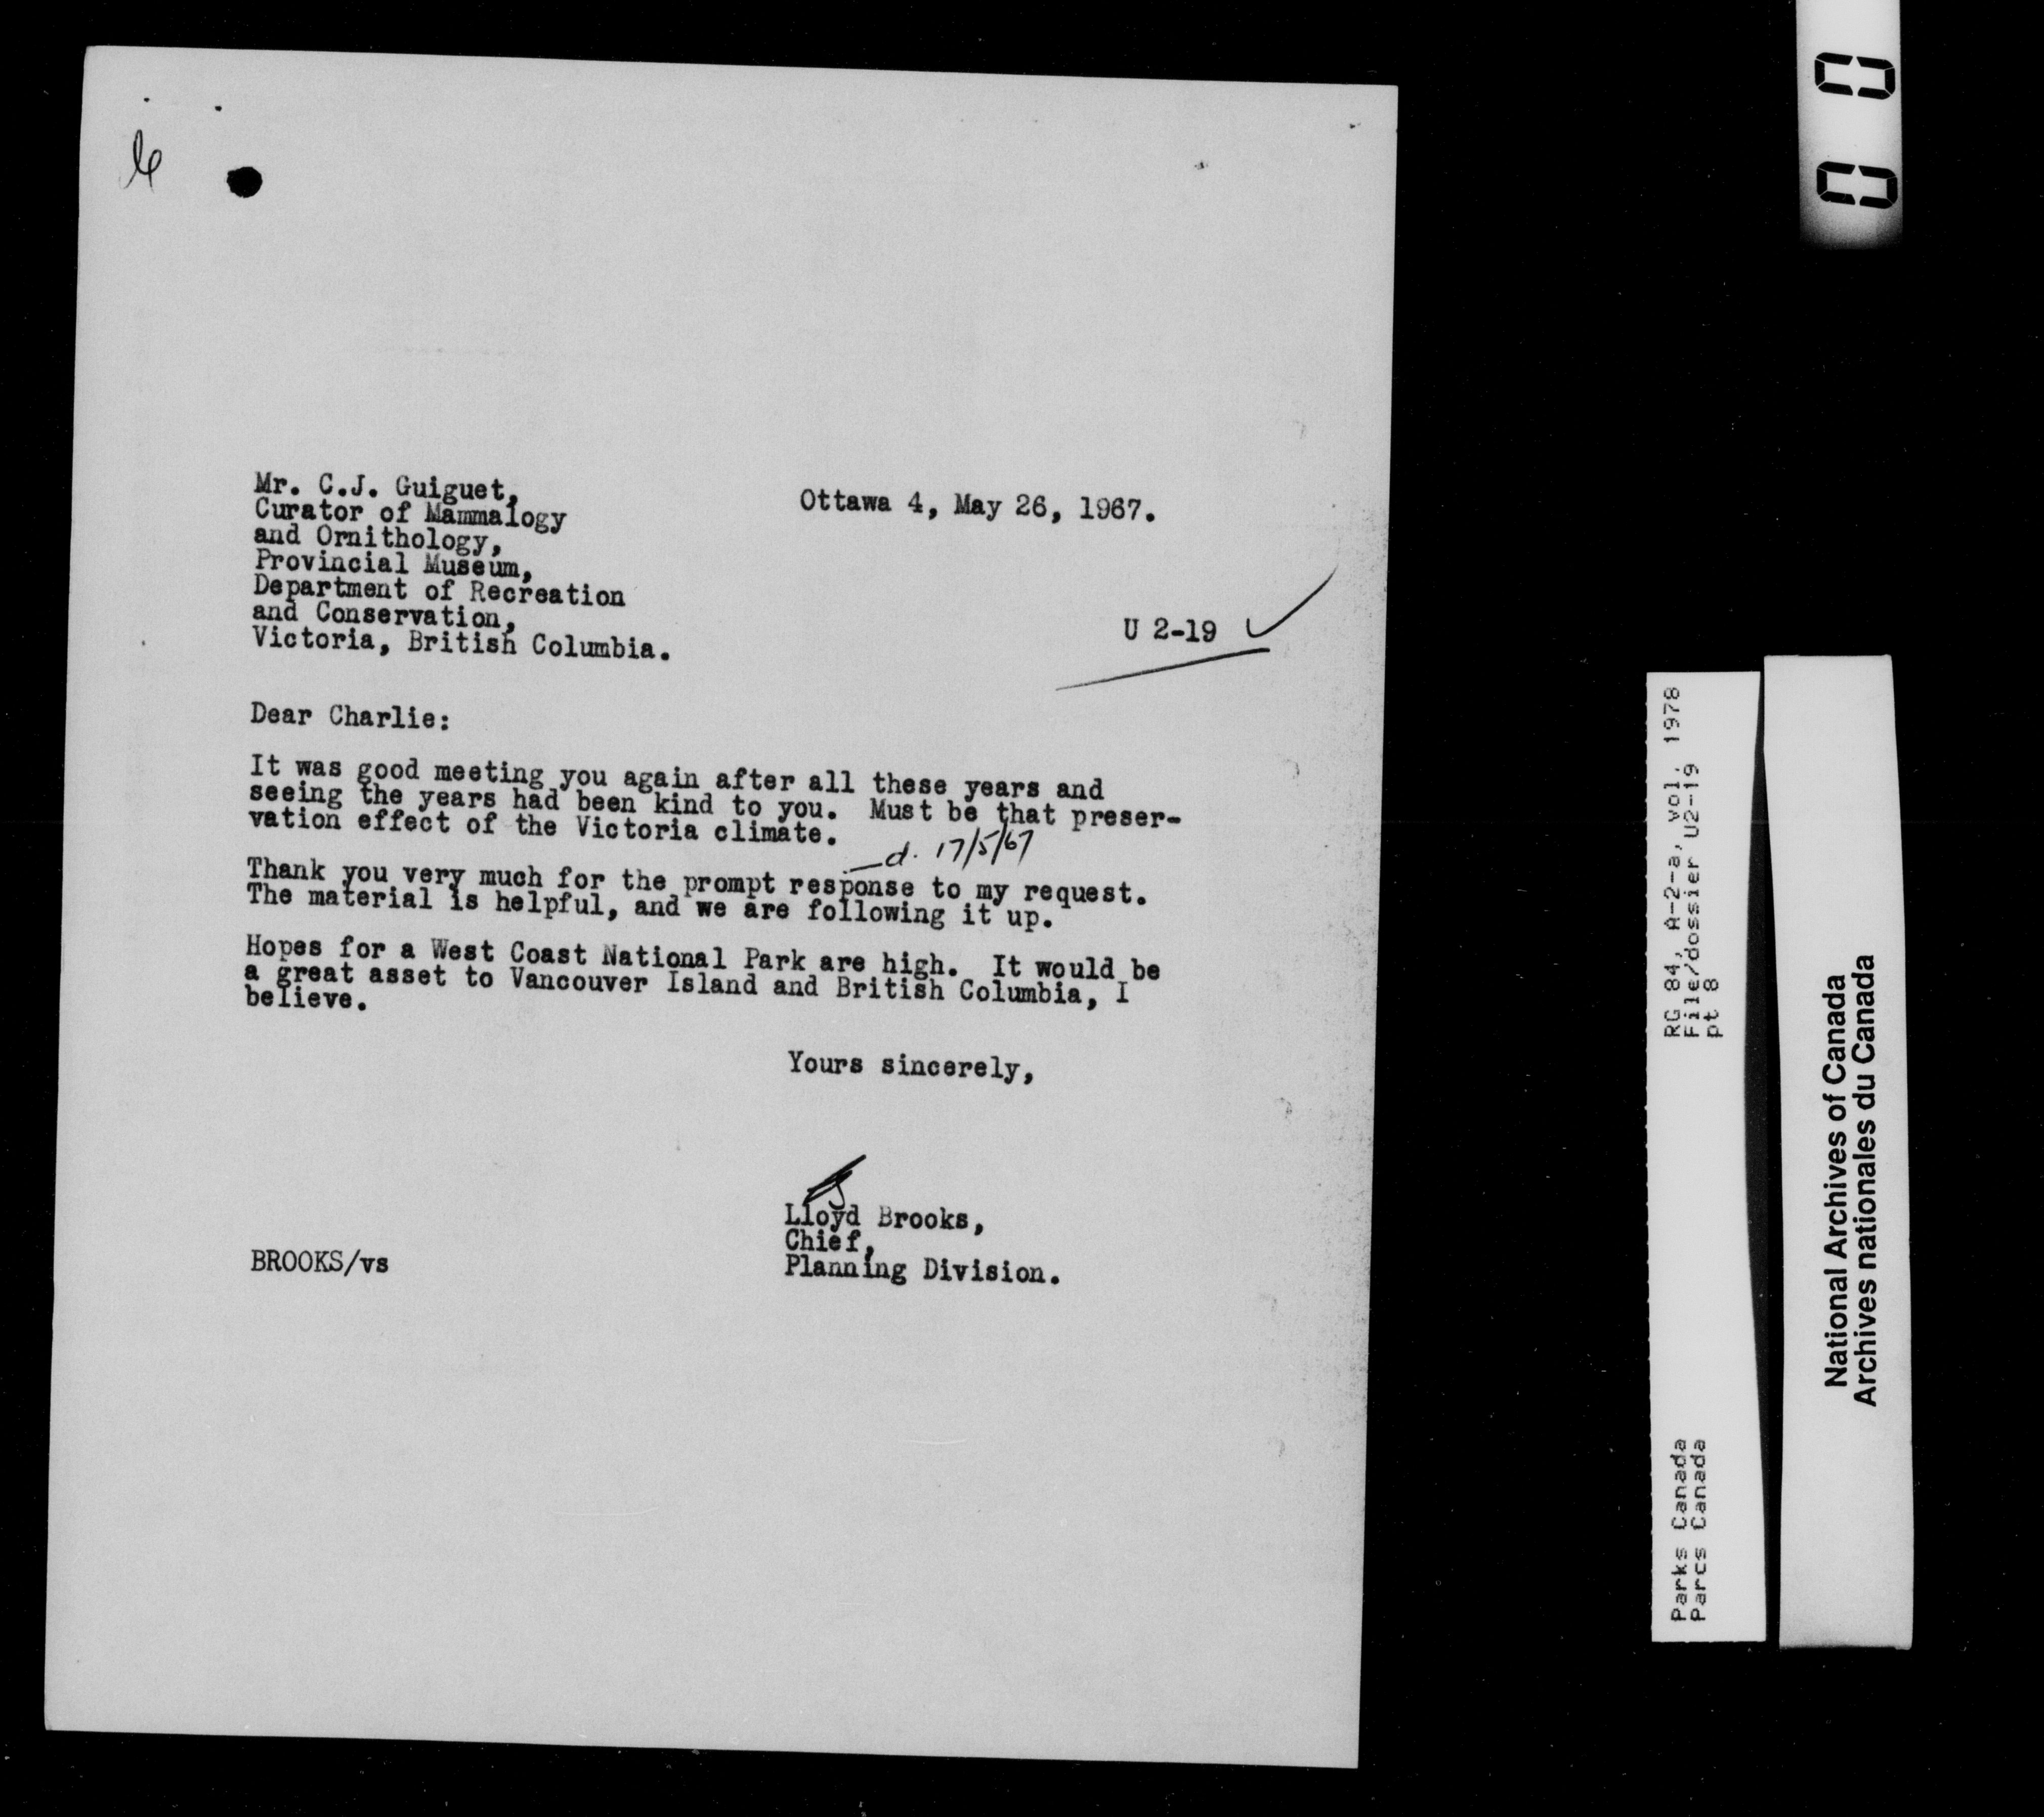 Mr. C.J. Guiguet,
Curator of Mammalogy
and Ornithology,
Provincial Museum,
Department of Recreation
and Conservation,
Victoria, British Columbia.
Ottawa 4, May 26, 1967.
U 2-19
Dear Charlie:
It was good meeting you again after all these years and
seeing the years had been kind to you. Must be that preser-
vation effect of the Victoria climate.
d. 17/5/67
Thank you very much for the prompt response to my request.
The material is helpful, and we are following it up.
Hopes for a West Coast National Park are high. It would be
a great asset to Vancouver Island and British Columbia, I
believe.
Yours sincerely,
Lloyd Brooks,
Chief,
Planning Division.
BROOKS/vs
RG 84, A-2-a, vol. 1978
File/dossier U2-19
pt 8
Parks Canada
Parcs Canada
National Archives of Canada
Archives nationales du Canada